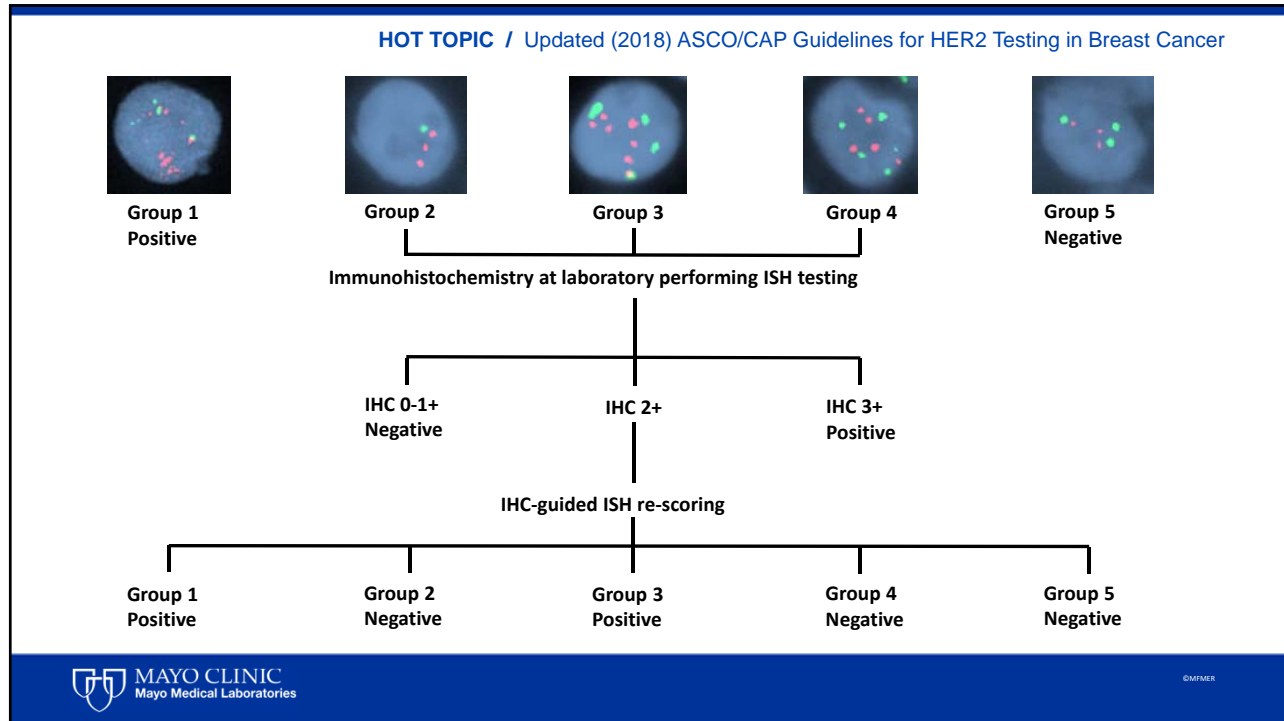 HOT TOPIC / Updated (2018) ASCO/CAP Guidelines for HER2 Testing in Breast Cancer
Group 1
Positive
Group 2
Group 3
Group 4
Group 5
Negative
Immunohistochemistry at laboratory performing ISH testing
IHC 0-1+
Negative
IHC 2+
IHC 3+
Positive
IHC-guided ISH re-scoring
Group 1
Positive
Group 2
Negative
Group 3
Positive
Group 4
Negative
Group 5
Negative
MAYO CLINIC
Mayo Medical Laboratories
©MFMER